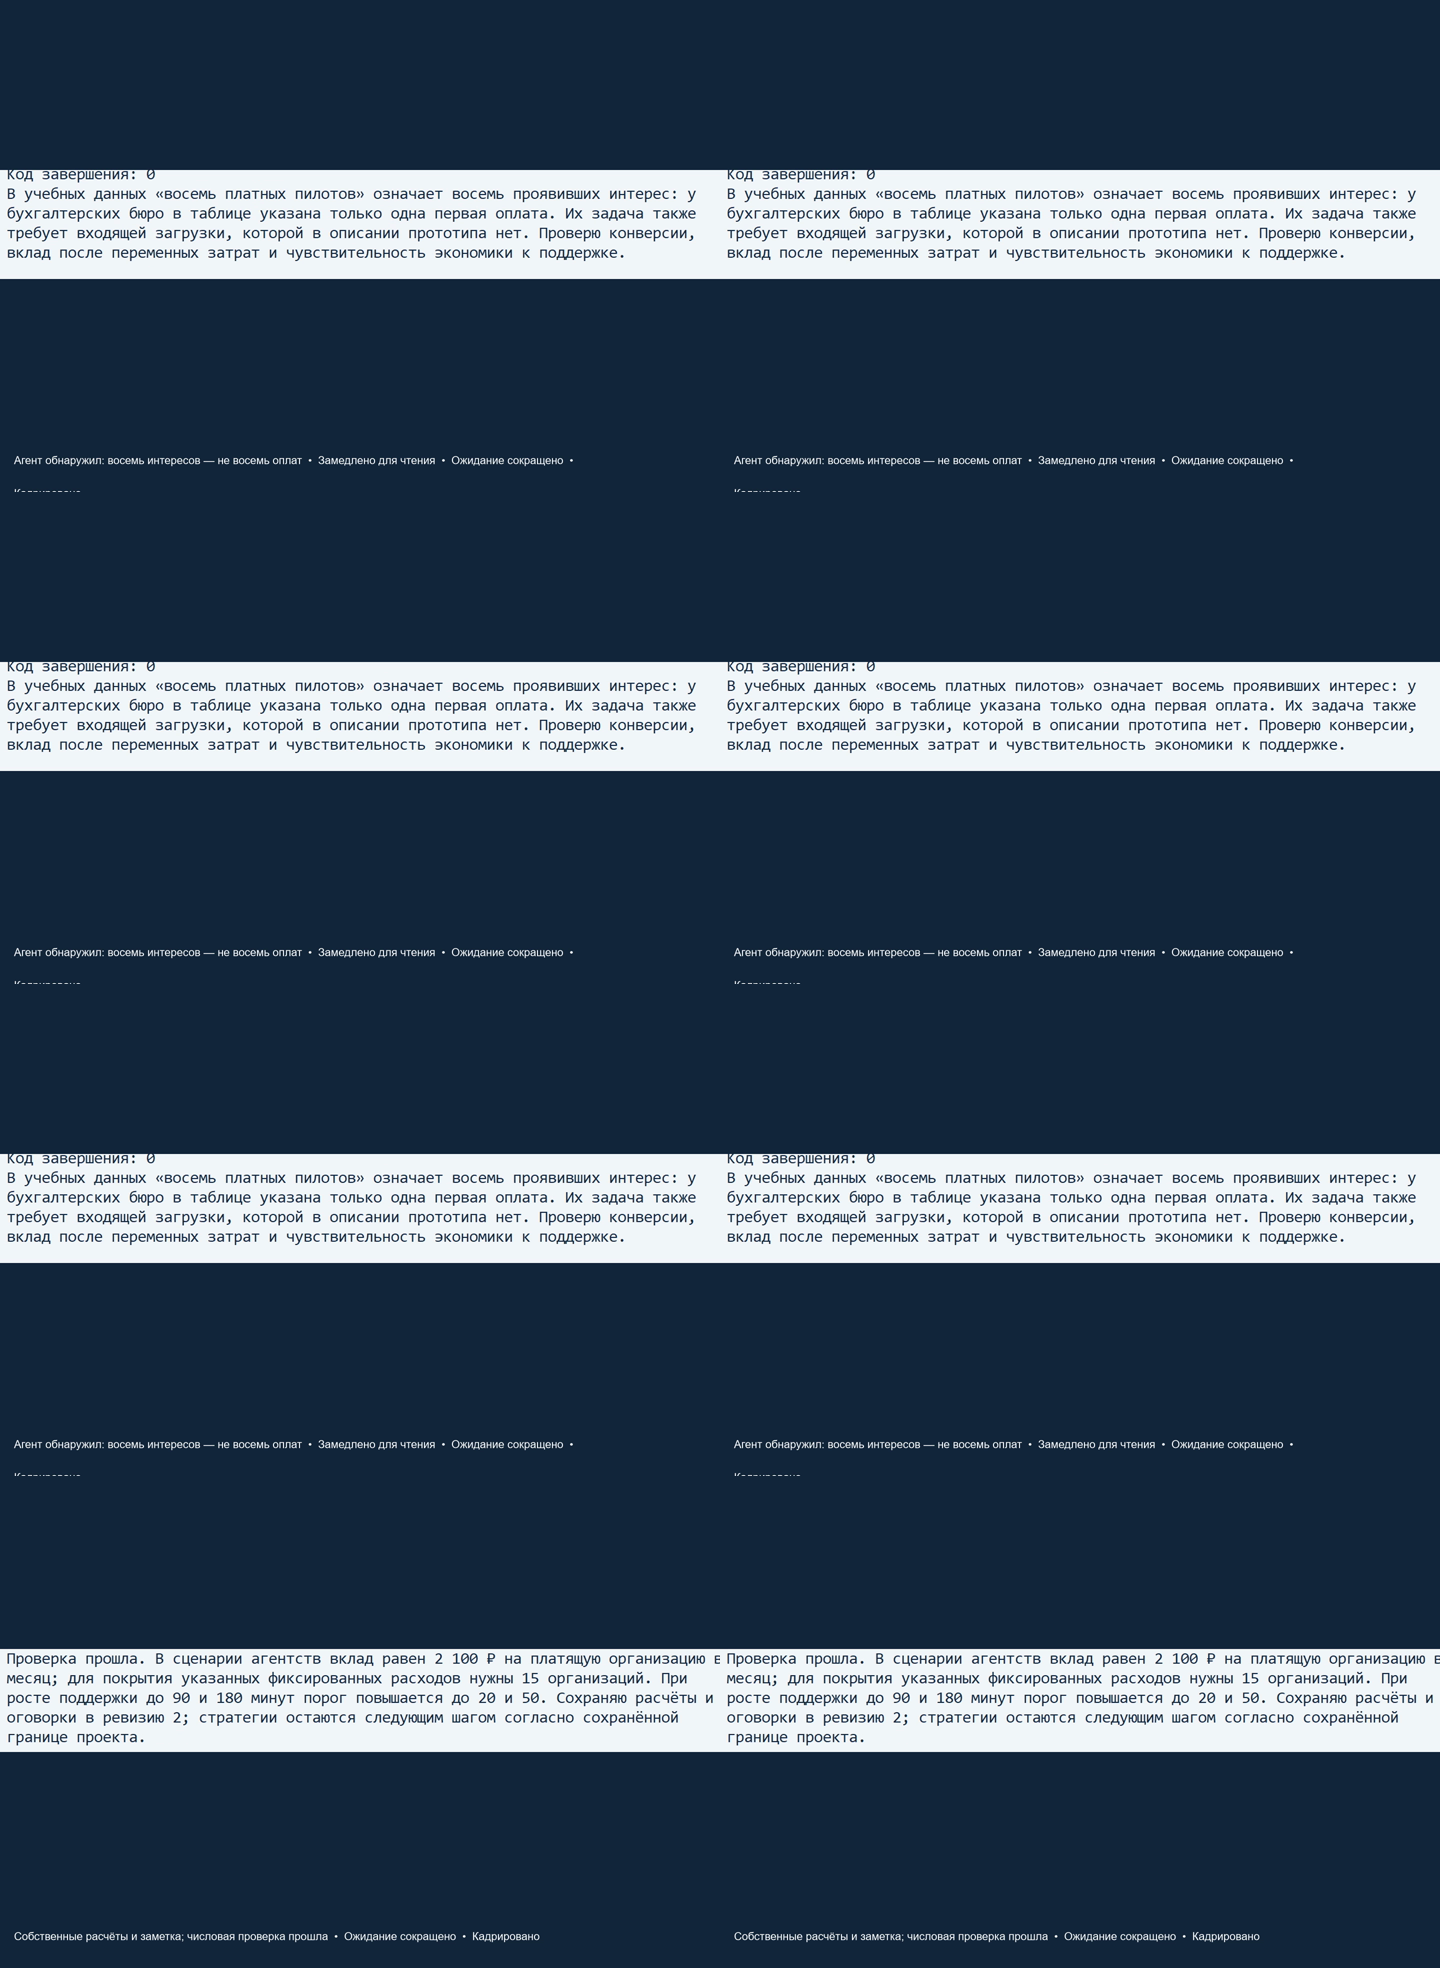 Код завершения: 0
В учебных данных «восемь платных пилотов» означает восемь проявивших интерес: у
бухгалтерских бюро в таблице указана только одна первая оплата. Их задача также
требует входящей загрузки, которой в описании прототипа нет. Проверю конверсии,
вклад после переменных затрат и чувствительность экономики к поддержке.
Агент обнаружил: восемь интересов — не восемь оплат • Замедлено для чтения • Ожидание сокращено •
Код завершения: 0
В учебных данных «восемь платных пилотов» означает восемь проявивших интерес: у
бухгалтерских бюро в таблице указана только одна первая оплата. Их задача также
требует входящей загрузки, которой в описании прототипа нет. Проверю конверсии,
вклад после переменных затрат и чувствительность экономики к поддержке.
Агент обнаружил: восемь интересов — не восемь оплат • Замедлено для чтения • Ожидание сокращено •
Код завершения: 0
В учебных данных «восемь платных пилотов» означает восемь проявивших интерес: у
бухгалтерских бюро в таблице указана только одна первая оплата. Их задача также
требует входящей загрузки, которой в описании прототипа нет. Проверю конверсии,
вклад после переменных затрат и чувствительность экономики к поддержке.
Агент обнаружил: восемь интересов — не восемь оплат • Замедлено для чтения • Ожидание сокращено •
Код завершения: 0
В учебных данных «восемь платных пилотов» означает восемь проявивших интерес: у
бухгалтерских бюро в таблице указана только одна первая оплата. Их задача также
требует входящей загрузки, которой в описании прототипа нет. Проверю конверсии,
вклад после переменных затрат и чувствительность экономики к поддержке.
Агент обнаружил: восемь интересов — не восемь оплат • Замедлено для чтения • Ожидание сокращено •
Код завершения: 0
В учебных данных «восемь платных пилотов» означает восемь проявивших интерес: у
бухгалтерских бюро в таблице указана только одна первая оплата. Их задача также
требует входящей загрузки, которой в описании прототипа нет. Проверю конверсии,
вклад после переменных затрат и чувствительность экономики к поддержке.
Агент обнаружил: восемь интересов — не восемь оплат • Замедлено для чтения • Ожидание сокращено •
Код завершения: 0
В учебных данных «восемь платных пилотов» означает восемь проявивших интерес: у
бухгалтерских бюро в таблице указана только одна первая оплата. Их задача также
требует входящей загрузки, которой в описании прототипа нет. Проверю конверсии,
вклад после переменных затрат и чувствительность экономики к поддержке.
Агент обнаружил: восемь интересов — не восемь оплат • Замедлено для чтения • Ожидание сокращено •
Проверка прошла. В сценарии агентств вклад равен 2 100 ₽ на платящую организацию в
месяц; для покрытия указанных фиксированных расходов нужны 15 организаций. При
росте поддержки до 90 и 180 минут порог повышается до 20 и 50. Сохраняю расчёты и
оговорки в ревизию 2; стратегии остаются следующим шагом согласно сохранённой
границе проекта.
Собственные расчёты и заметка; числовая проверка прошла • Ожидание сокращено • Кадрировано
Проверка прошла. В сценарии агентств вклад равен 2 100 ₽ на платящую организацию в
месяц; для покрытия указанных фиксированных расходов нужны 15 организаций. При
росте поддержки до 90 и 180 минут порог повышается до 20 и 50. Сохраняю расчёты и
оговорки в ревизию 2; стратегии остаются следующим шагом согласно сохранённой
границе проекта.
Собственные расчёты и заметка; числовая проверка прошла • Ожидание сокращено • Кадрировано